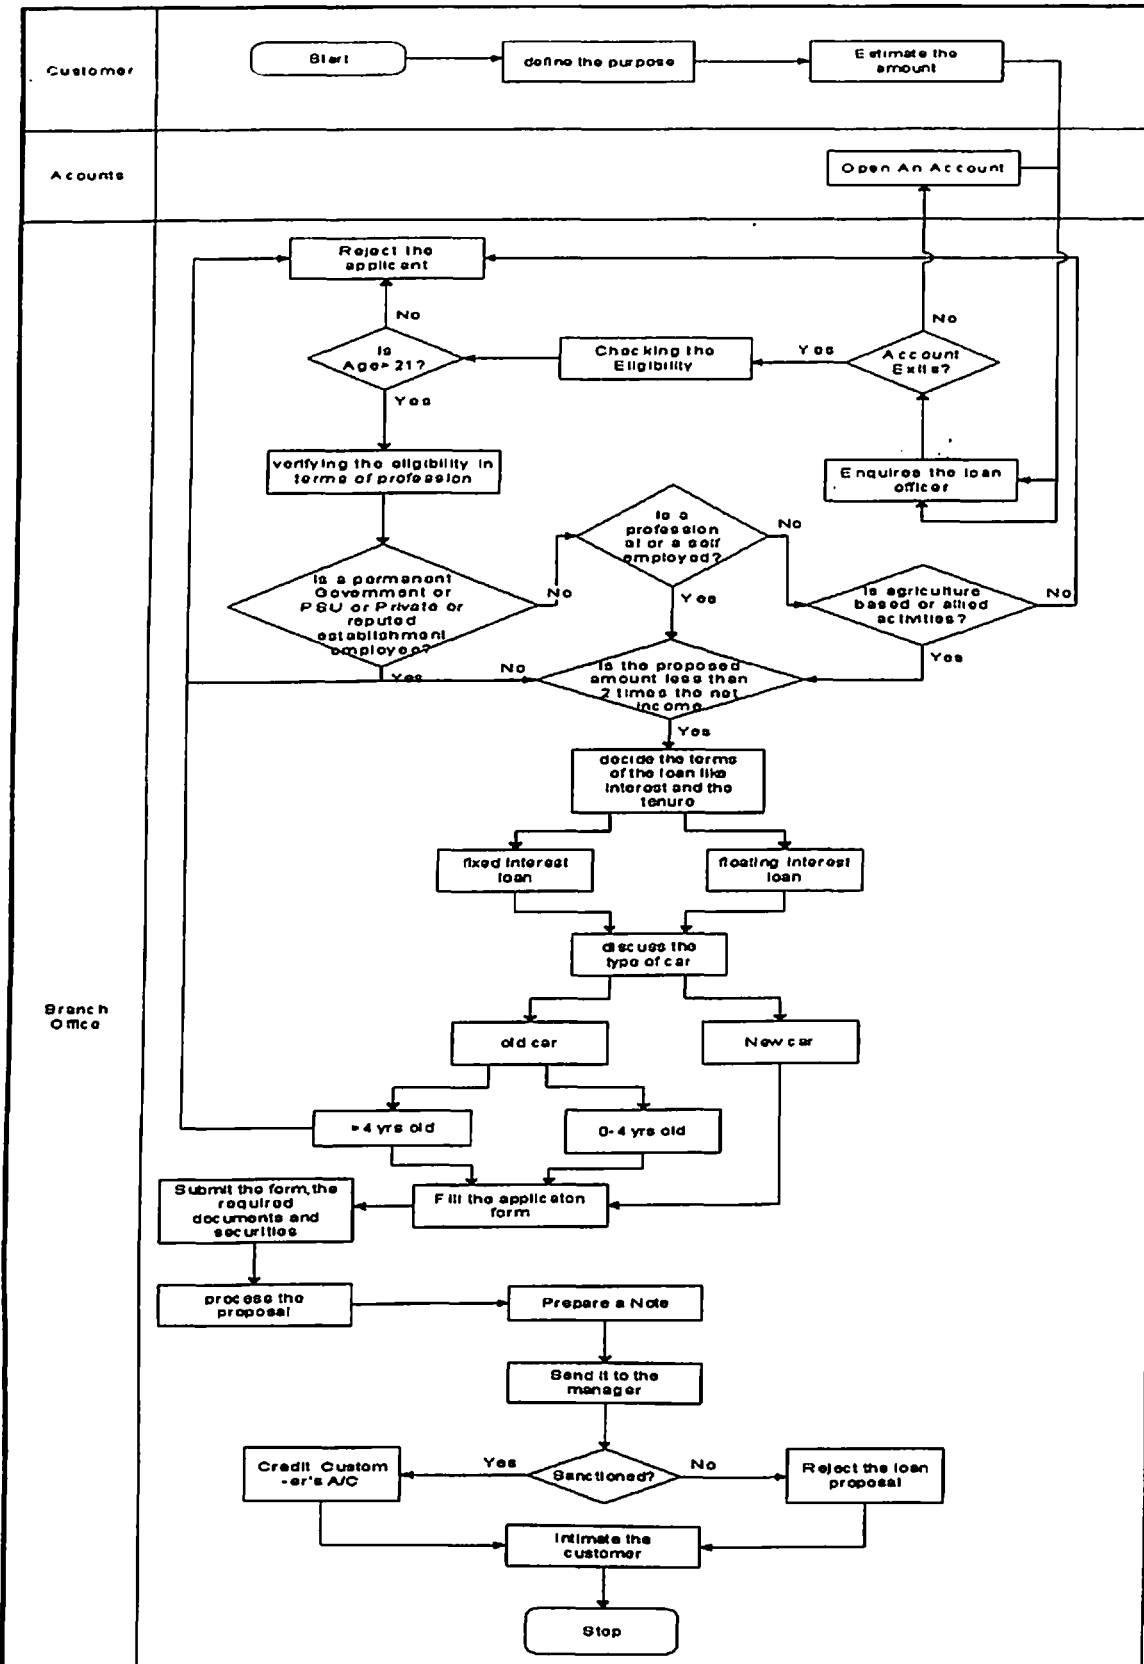 Customer
Start
define the purpose
Estimate the
amount
Acounts
Open An Account
Reject the
applicant
No
No
Is
Age>21?
Checking the
Eligibility
Yes
Account
Exits?
Yes
verifying the eligibility in
terms of profession
Enquires the loan
officer
Is a
profession
al or a self
employed?
No
Is a permanent
Government or
PSU or Private or
reputed
establishment
employee?
No
Yes
Is agriculture
based or allied
activities?
No
Yes
Yes
No
Is the proposed
amount less than
2 times the net
income
Yes
decide the terms
of the loan like
Interest and the
tenure
fixed Interest
loan
floating Interest
loan
discuss the
type of car
Branch
Office
old car
New car
>4 yrs old
0-4 yrs old
Submit the form,the
required
documents and
securities
Fill the applicaton
form
process the
proposal
Prepare a Note
Send it to the
manager
Credit Custom
-er's A/C
Yes
Sanctioned?
No
Reject the loan
proposal
Intimate the
customer
Stop